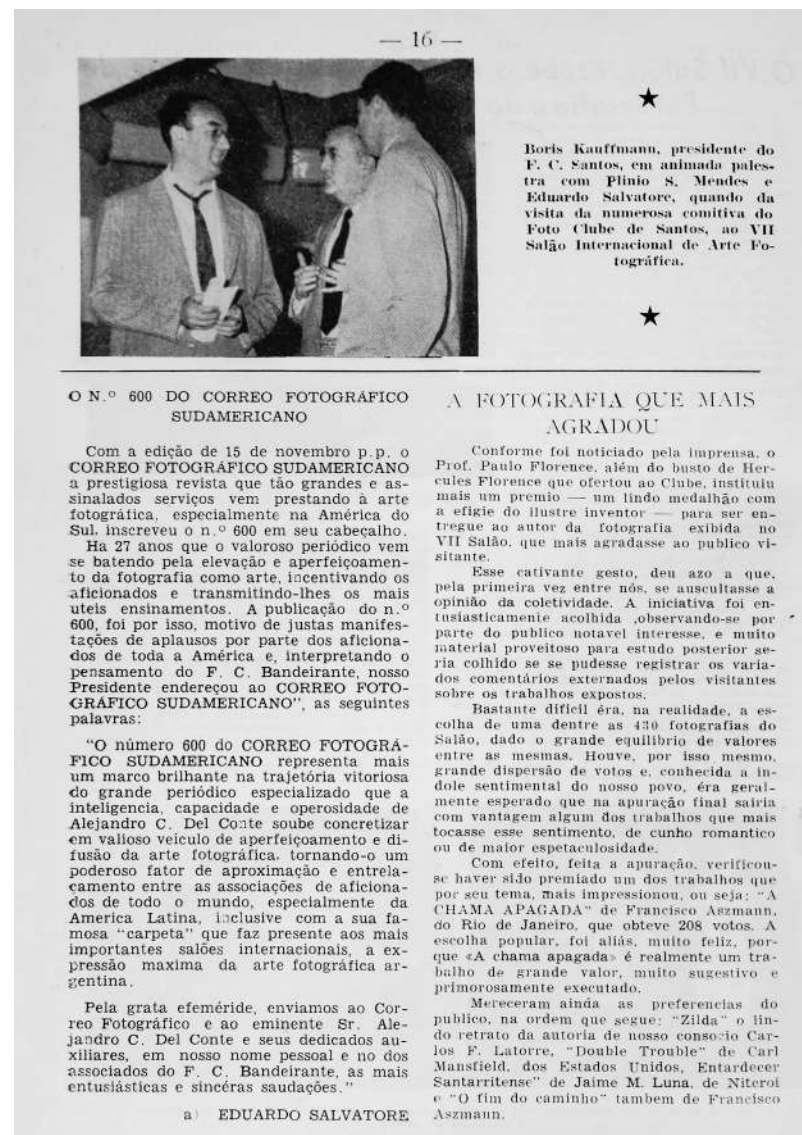 — 16 —
★
Boris Kauffmann, presidente do
F. C. Santos, em animada pales-
tra com Plinio S. Mendes e
Eduardo Salvatore, quando da
visita da numerosa comitiva do
Foto Clube de Santos, ao VII
Salão Internacional de Arte Fo-
tográfica.
★
O N.º 600 DO CORREO FOTOGRÁFICO
SUDAMERICANO
Com a edição de 15 de novembro p.p. o
CORREO FOTOGRÁFICO SUDAMERICANO
a prestigiosa revista que tão grandes e as-
sinalados serviços vem prestando à arte
fotográfica, especialmente na América do
Sul, inscreveu o n.º 600 em seu cabeçalho.
Ha 27 anos que o valoroso periódico vem
se batendo pela elevação e aperfeiçoamen-
to da fotografia como arte, incentivando os
aficionados e transmitindo-lhes os mais
uteis ensinamentos. A publicação do n.º
600, foi por isso, motivo de justas manifes-
tações de aplausos por parte dos aficiona-
dos de toda a América e, interpretando o
pensamento do F. C. Bandeirante, nosso
Presidente endereçou ao CORREO FOTO-
GRÁFICO SUDAMERICANO", as seguintes
palavras:
"O número 600 do CORREO FOTOGRÁ-
FICO SUDAMERICANO representa mais
um marco brilhante na trajetória vitoriosa
do grande periódico especializado que a
inteligencia, capacidade e operosidade de
Alejandro C. Del Conte soube concretizar
em valioso veiculo de aperfeiçoamento e di-
fusão da arte fotográfica, tornando-o um
poderoso fator de aproximação e entrela-
çamento entre as associações de aficiona-
dos de todo o mundo, especialmente da
America Latina, inclusive com a sua fa-
mosa "carpeta" que faz presente aos mais
importantes salões internacionais, a ex-
pressão maxima da arte fotográfica ar-
gentina.
Pela grata efeméride, enviamos ao Cor-
reo Fotográfico e ao eminente Sr. Ale-
jandro C. Del Conte e seus dedicados au-
xiliares, em nosso nome pessoal e no dos
associados do F. C. Bandeirante, as mais
entusiásticas e sincéras saudações."
a) EDUARDO SALVATORE
A FOTOGRAFIA QUE MAIS
AGRADOU
Conforme foi noticiado pela imprensa, o
Prof. Paulo Florence, além do busto de Her-
cules Florence que ofertou ao Clube, instituiu
mais um premio — um lindo medalhão com
a efigie do ilustre inventor — para ser en-
tregue ao autor da fotografia exibida no
VII Salão, que mais agradasse ao publico vi-
sitante.
Esse cativante gesto, deu azo a que,
pela primeira vez entre nós, se auscultasse a
opinião da coletividade. A iniciativa foi en-
tusiasticamente acolhida ,observando-se por
parte do publico notavel interesse, e muito
material proveitoso para estudo posterior se-
ria colhido se se pudesse registrar os varia-
dos comentários externados pelos visitantes
sobre os trabalhos expostos.
Bastante dificil éra, na realidade, a es-
colha de uma dentre as 430 fotografias do
Salão, dado o grande equilibrio de valores
entre as mesmas. Houve, por isso mesmo,
grande dispersão de votos e, conhecida a in-
dole sentimental do nosso povo, éra geral-
mente esperado que na apuração final sairia
com vantagem algum dos trabalhos que mais
tocasse esse sentimento, de cunho romantico
ou de maior espetaculosidade.
Com efeito, feita a apuração, verificou-
se haver sido premiado um dos trabalhos que
por seu tema, mais impressionou, ou seja: "A
CHAMA APAGADA" de Francisco Aszmann,
do Rio de Janeiro, que obteve 208 votos. A
escolha popular, foi aliás, muito feliz, por-
que «A chama apagada» é realmente um tra-
balho de grande valor, muito sugestivo e
primorosamente executado.
Mereceram ainda as preferencias do
publico, na ordem que segue: "Zilda" o lin-
do retrato da autoria de nosso consocio Car-
los F. Latorre, "Double Trouble" de Carl
Mansfield, dos Estados Unidos, Entardecer
Santarritense" de Jaime M. Luna, de Niteroi
e "O fim do caminho" tambem de Francisco
Aszmann.